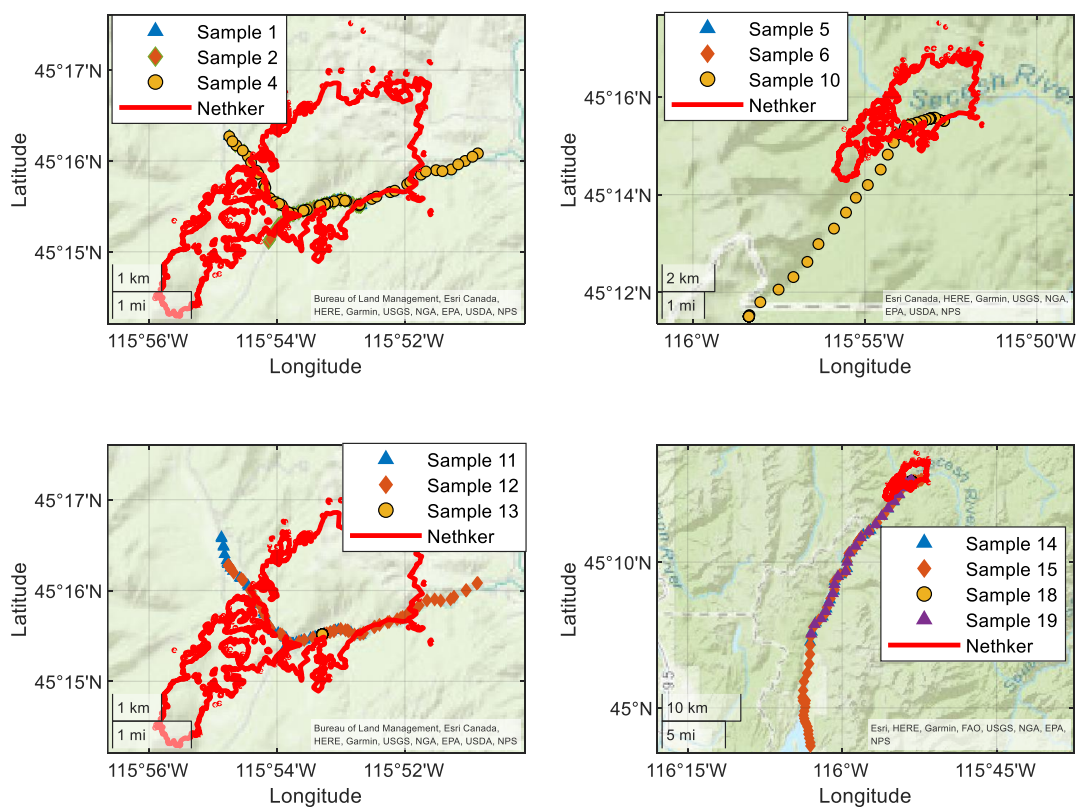 Sample 1
Sample 2
Sample 4
Nethker
45°17'N
45°16'N
45°15'N
Latitude
1 km
1 mi
Bureau of Land Management, Esri Canada,
HERE, Garmin, USGS, NGA, EPA, USDA, NPS
115°56'W
115°54'W
115°52'W
Longitude
Sample 5
Sample 6
Sample 10
Nethker
Secesh River
45°16'N
45°14'N
45°12'N
Latitude
2 km
1 mi
Esri Canada, HERE, Garmin, USGS, NGA,
EPA, USDA, NPS
116°W
115°55'W
115°50'W
Longitude
Sample 11
Sample 12
Sample 13
Nethker
45°17'N
45°16'N
45°15'N
Latitude
1 km
1 mi
Bureau of Land Management, Esri Canada,
HERE, Garmin, USGS, NGA, EPA, USDA, NPS
115°56'W
115°54'W
115°52'W
Longitude
Sample 14
Sample 15
Sample 18
Sample 19
Nethker
River
45°10'N
45°N
Latitude
95
10 km
5 mi
Esri, HERE, Garmin, FAO, USGS, NGA, EPA,
NPS
116°15'W
116°W
115°45'W
Longitude